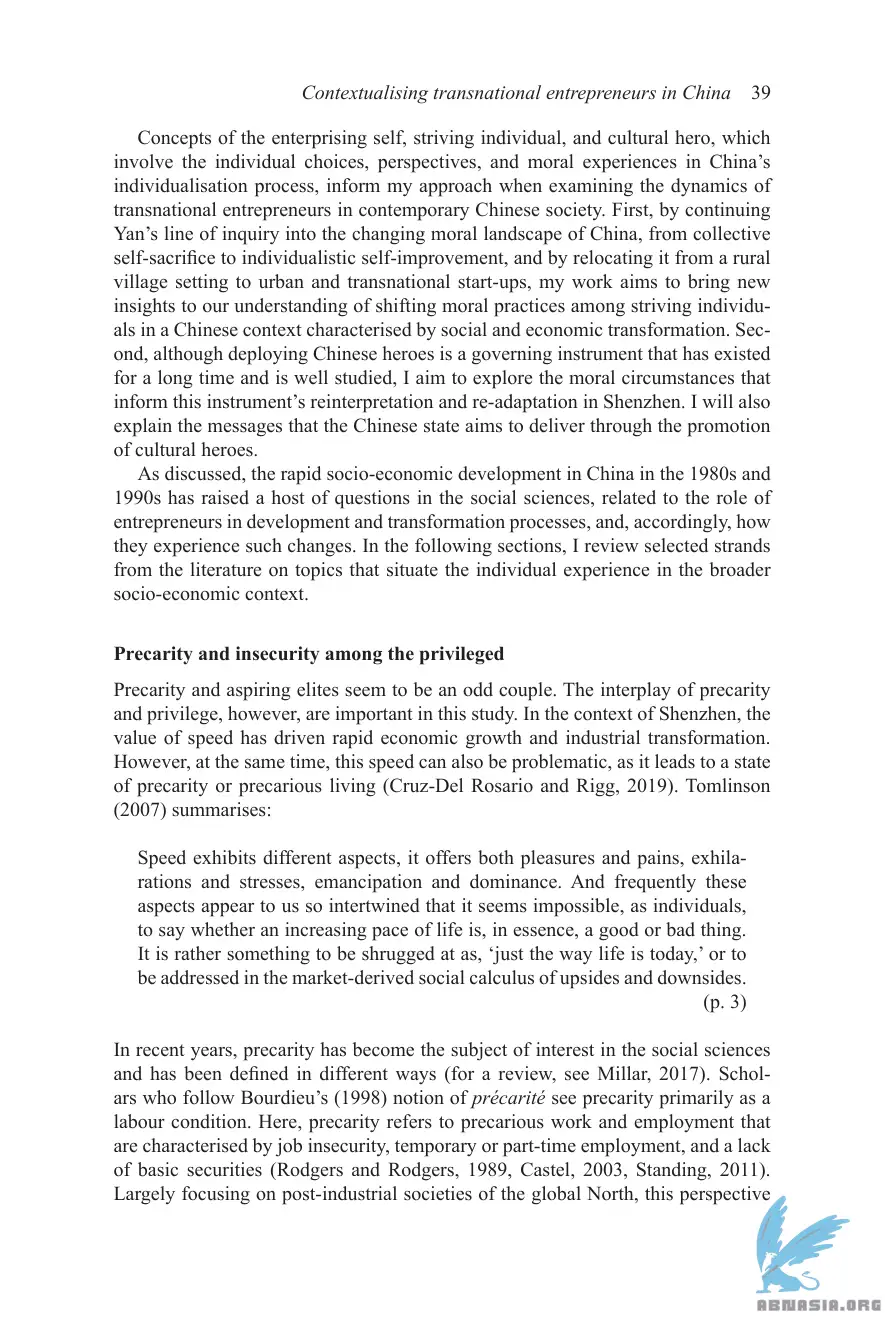 Contextualising transnational entrepreneurs in China 39
Concepts of the enterprising self, striving individual, and cultural hero, which
involve the individual choices, perspectives, and moral experiences in China’s
individualisation process, inform my approach when examining the dynamics of
transnational entrepreneurs in contemporary Chinese society. First, by continuing
Yan’s line of inquiry into the changing moral landscape of China, from collective
self-sacrifice to individualistic self-improvement, and by relocating it from a rural
village setting to urban and transnational start-ups, my work aims to bring new
insights to our understanding of shifting moral practices among striving individu-
als in a Chinese context characterised by social and economic transformation. Sec-
ond, although deploying Chinese heroes is a governing instrument that has existed
for a long time and is well studied, I aim to explore the moral circumstances that
inform this instrument’s reinterpretation and re-adaptation in Shenzhen. I will also
explain the messages that the Chinese state aims to deliver through the promotion
of cultural heroes.
As discussed, the rapid socio-economic development in China in the 1980s and
1990s has raised a host of questions in the social sciences, related to the role of
entrepreneurs in development and transformation processes, and, accordingly, how
they experience such changes. In the following sections, I review selected strands
from the literature on topics that situate the individual experience in the broader
socio-economic context.
Precarity and insecurity among the privileged
Precarity and aspiring elites seem to be an odd couple. The interplay of precarity
and privilege, however, are important in this study. In the context of Shenzhen, the
value of speed has driven rapid economic growth and industrial transformation.
However, at the same time, this speed can also be problematic, as it leads to a state
of precarity or precarious living (Cruz-Del Rosario and Rigg, 2019). Tomlinson
(2007) summarises:
Speed exhibits different aspects, it offers both pleasures and pains, exhila-
rations and stresses, emancipation and dominance. And frequently these
aspects appear to us so intertwined that it seems impossible, as individuals,
to say whether an increasing pace of life is, in essence, a good or bad thing.
It is rather something to be shrugged at as, ‘just the way life is today,’ or to
be addressed in the market-derived social calculus of upsides and downsides.
(p. 3)
In recent years, precarity has become the subject of interest in the social sciences
and has been defined in different ways (for a review, see Millar, 2017). Schol-
ars who follow Bourdieu’s (1998) notion of précarité see precarity primarily as a
labour condition. Here, precarity refers to precarious work and employment that
are characterised by job insecurity, temporary or part-time employment, and a lack
of basic securities (Rodgers and Rodgers, 1989, Castel, 2003, Standing, 2011).
Largely focusing on post-industrial societies of the global North, this perspective
ABNASIA.ORG